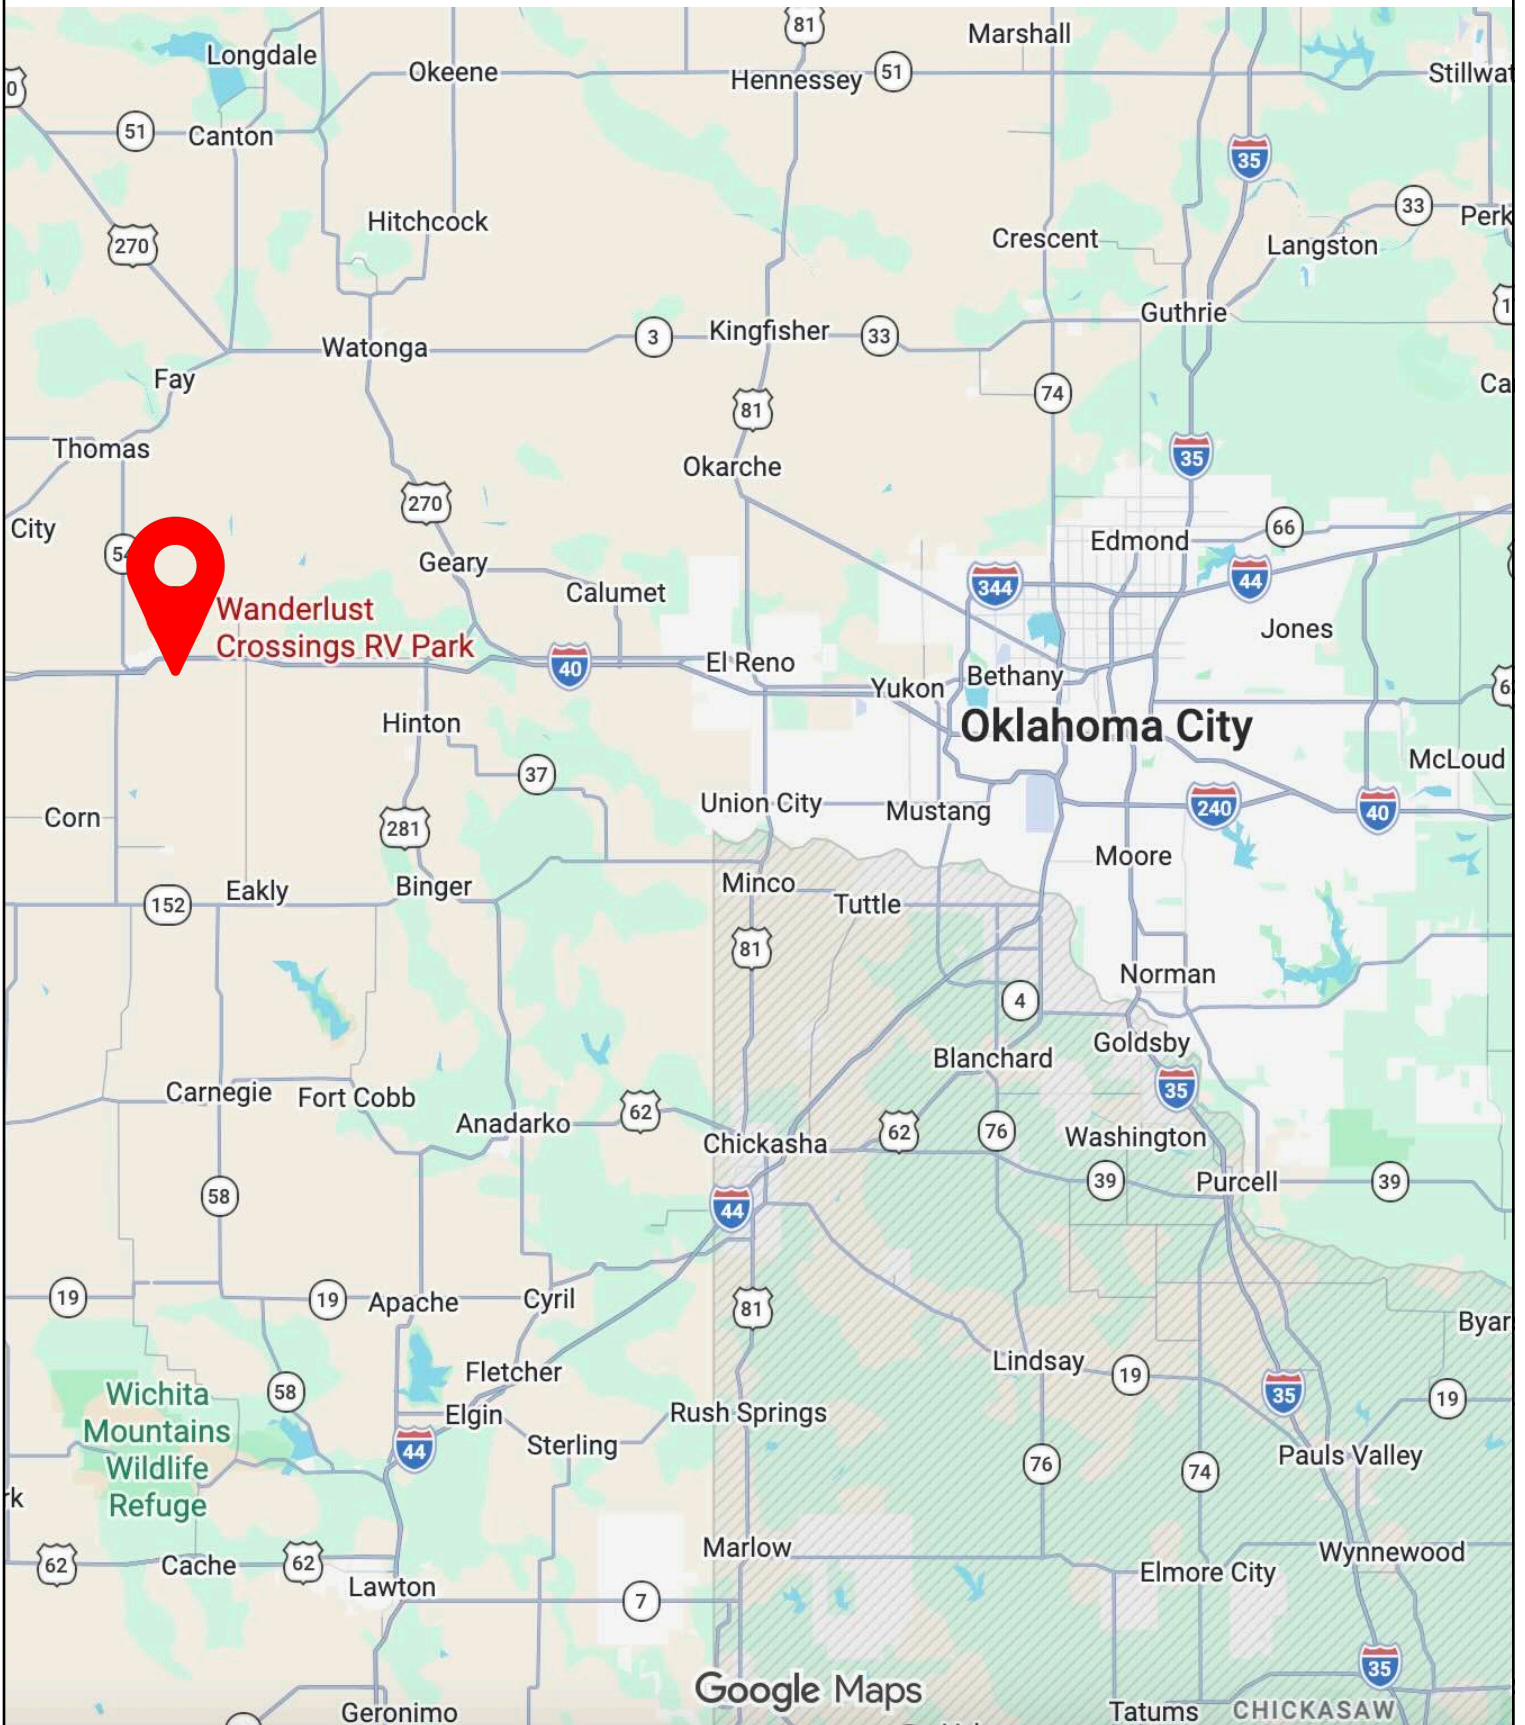 81
Marshall
Longdale
Okeene
Hennessey
51
Stillwat
0
51
Canton
35
Hitchcock
33
Perk
270
Crescent
Langston
1
Guthrie
Watonga
3
Kingfisher
33
Fay
74
Ca
81
Thomas
35
Okarche
270
City
66
Edmond
54
Geary
Calumet
344
44
Wanderlust
Crossings RV Park
Jones
40
El Reno
Yukon
Bethany
6
Hinton
Oklahoma City
McLoud
37
Corn
281
Union City
Mustang
240
40
Moore
Eakly
Binger
Minco
152
Tuttle
81
Norman
4
Goldsby
Blanchard
35
Carnegie
Fort Cobb
Anadarko
62
Chickasha
62
76
Washington
39
Purcell
39
58
44
19
19
Apache
Cyril
81
Byar
Lindsay
19
Fletcher
Wichita
Mountains
Wildlife
Refuge
58
35
19
Elgin
Rush Springs
44
Sterling
Pauls Valley
76
74
rk
Marlow
Wynnewood
62
Cache
62
Lawton
Elmore City
7
35
Google Maps
Geronimo
Tatums
CHICKASAW